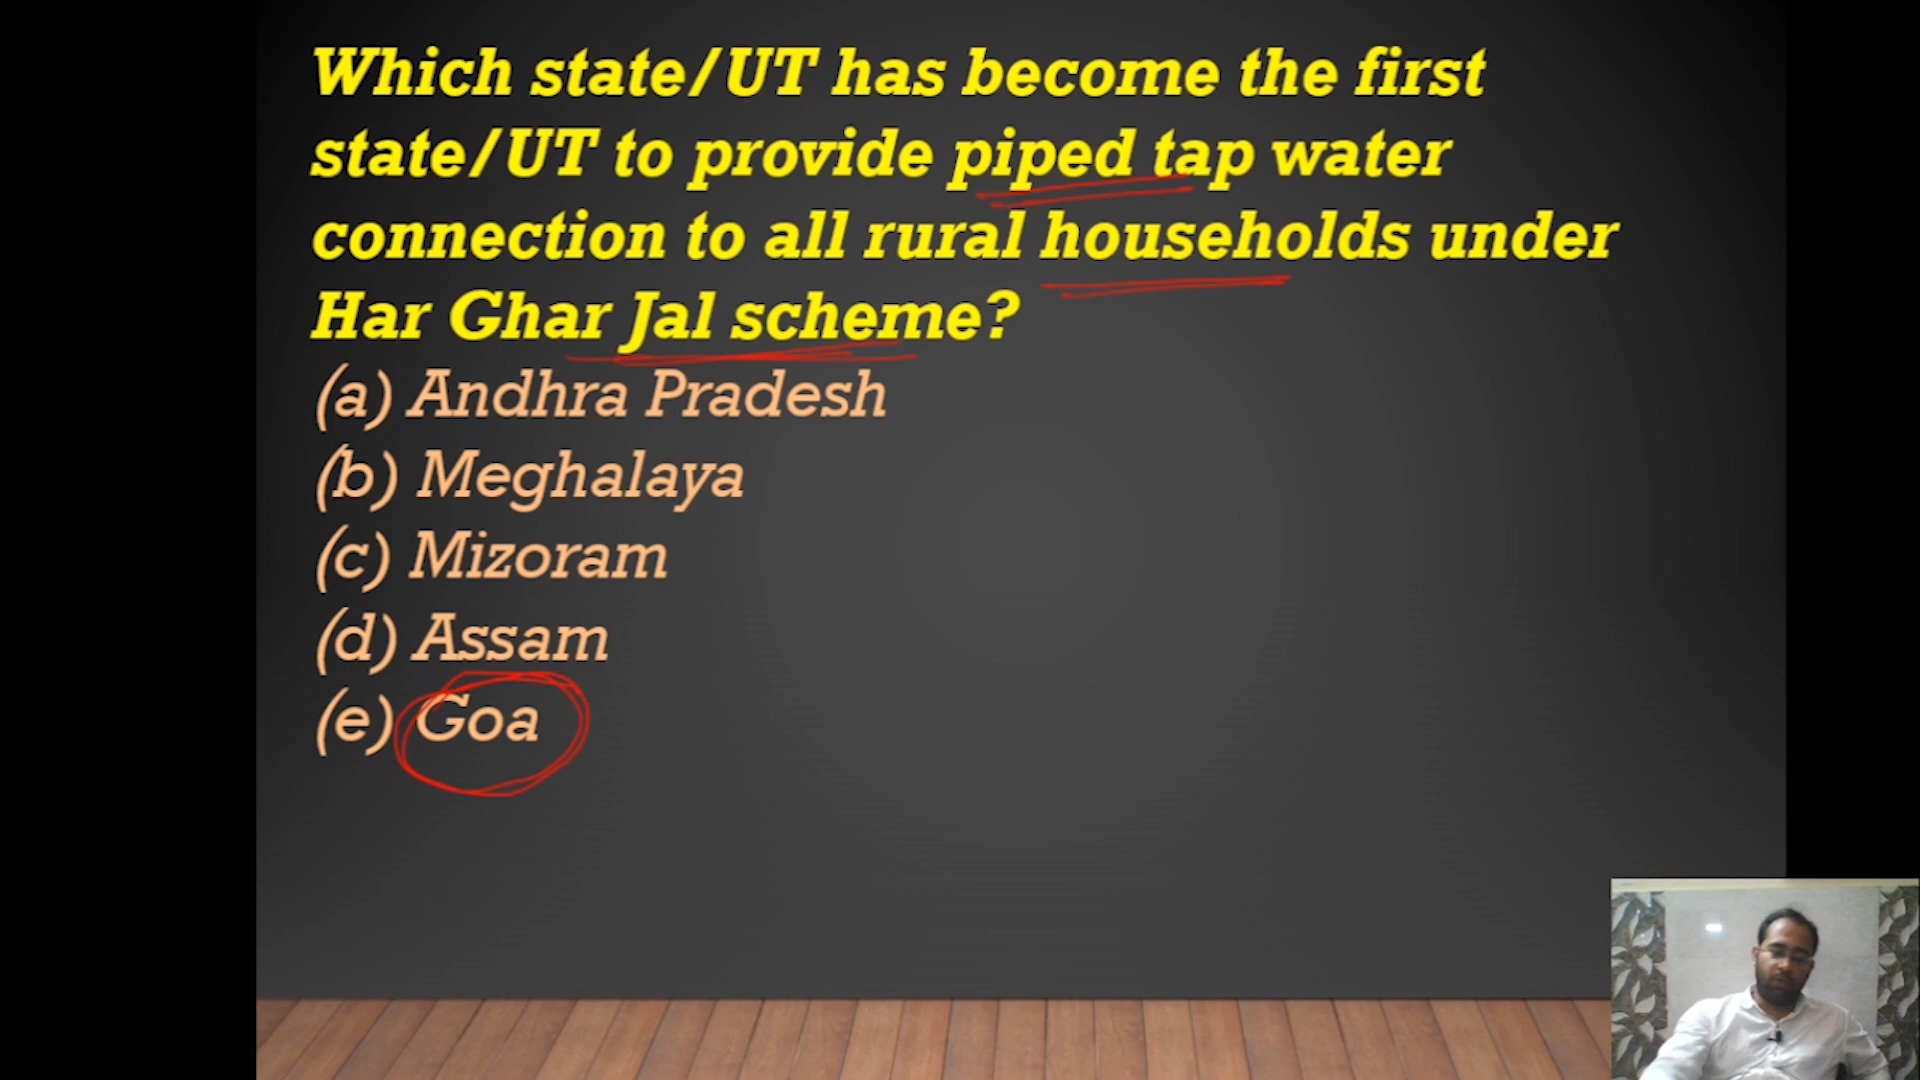 Which state/UT has become the first
state/UT to provide piped tap water
connection to all rural households under
Har Ghar Jal scheme?
(a) Andhra Pradesh
(b) Meghalaya
(c) Mizoram
(d) Assam
(e) Goa